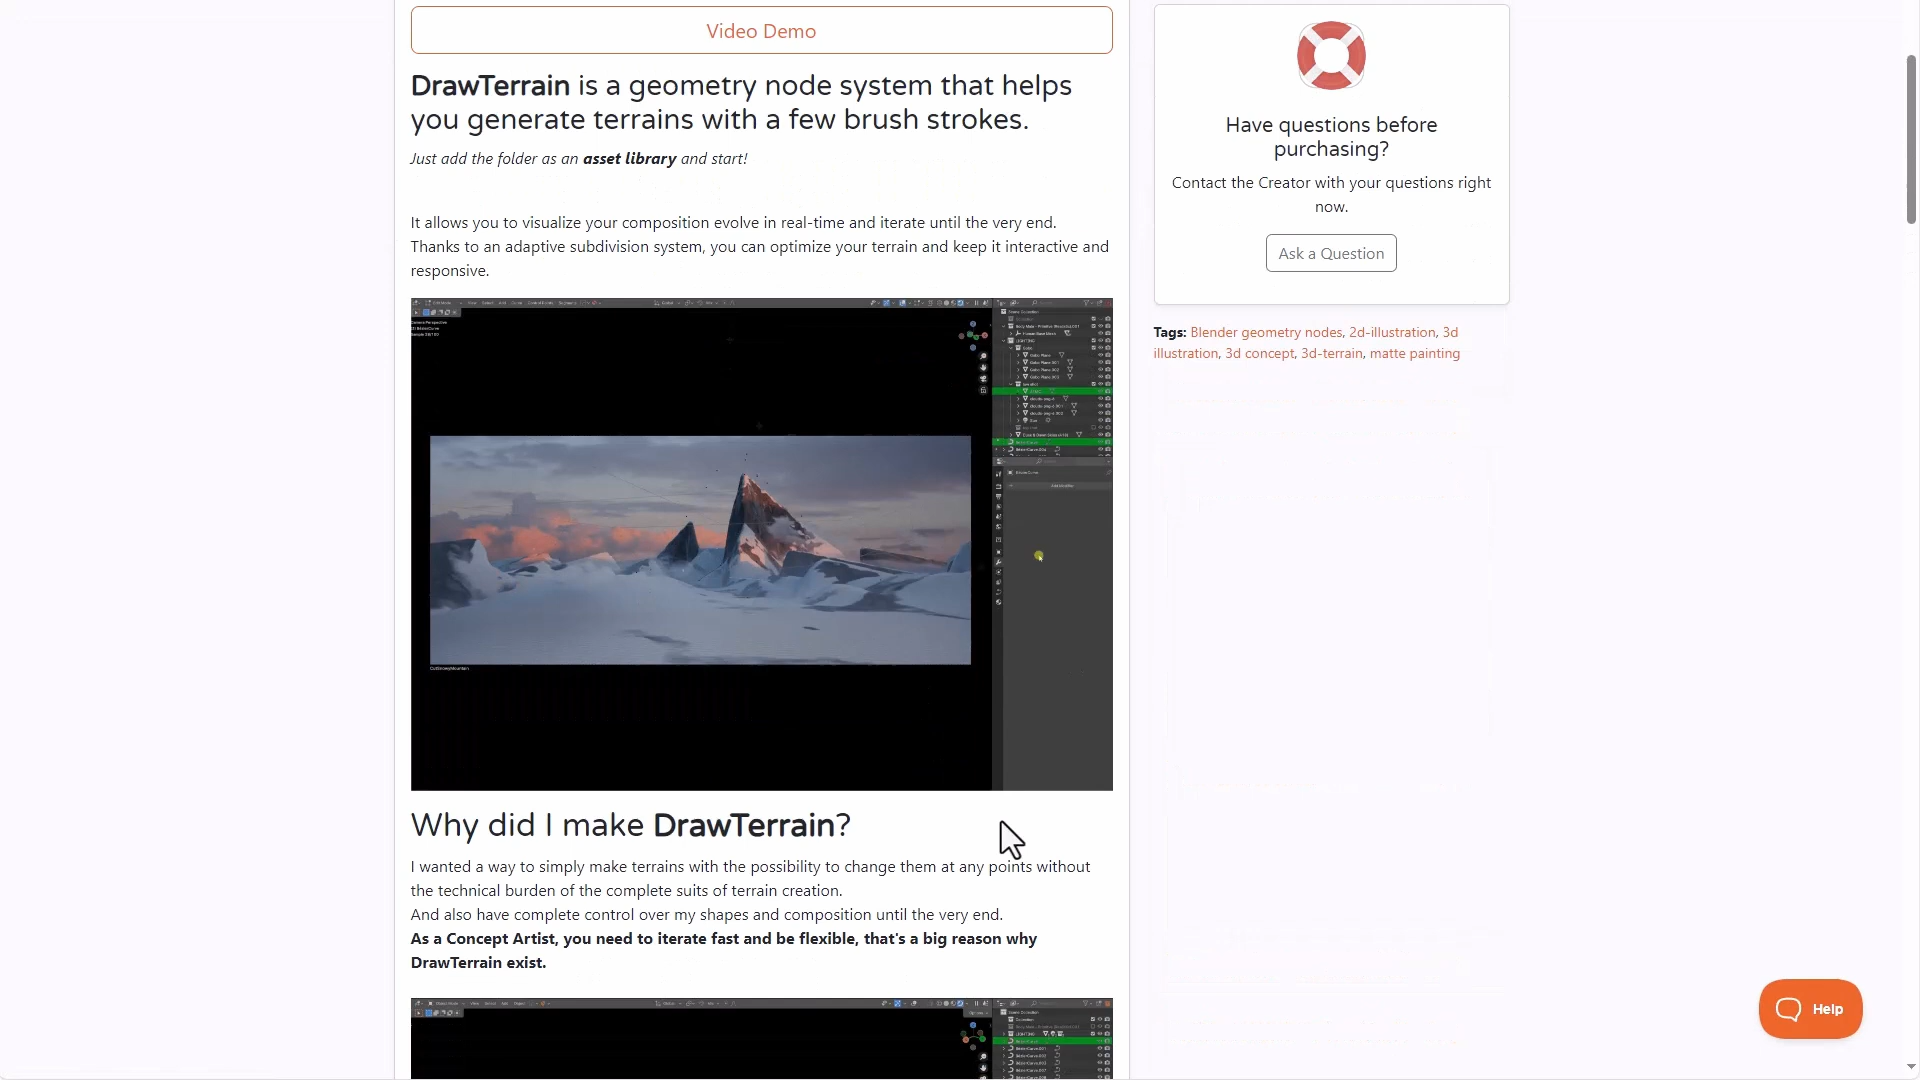 Video Demo
DrawTerrain is a geometry node system that helps
you generate terrains with a few brush strokes.
Just add the folder as an asset library and start!
It allows you to visualize your composition evolve in real-time and iterate until the very end.
Thanks to an adaptive subdivision system, you can optimize your terrain and keep it interactive and
responsive.
Why did I make DrawTerrain?
I wanted a way to simply make terrains with the possibility to change them at any points without
the technical burden of the complete suits of terrain creation.
And also have complete control over my shapes and composition until the very end.
As a Concept Artist, you need to iterate fast and be flexible, that's a big reason why
DrawTerrain exist.
Have questions before
purchasing?
Contact the Creator with your questions right
now.
Ask a Question
Tags: Blender geometry nodes, 2d-illustration, 3d
illustration, 3d concept, 3d-terrain, matte painting
Help